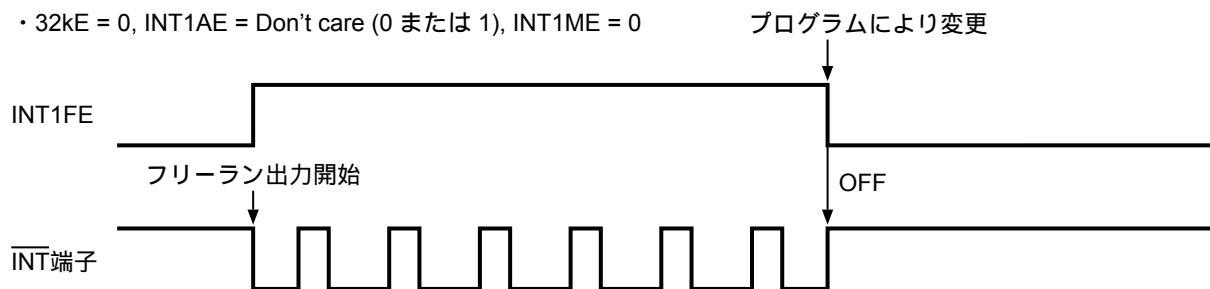 ・32kE = 0, INT1AE = Don't care (0 または 1), INT1ME = 0
プログラムにより変更
INT1FE
フリーラン出力開始
OFF
INT端子